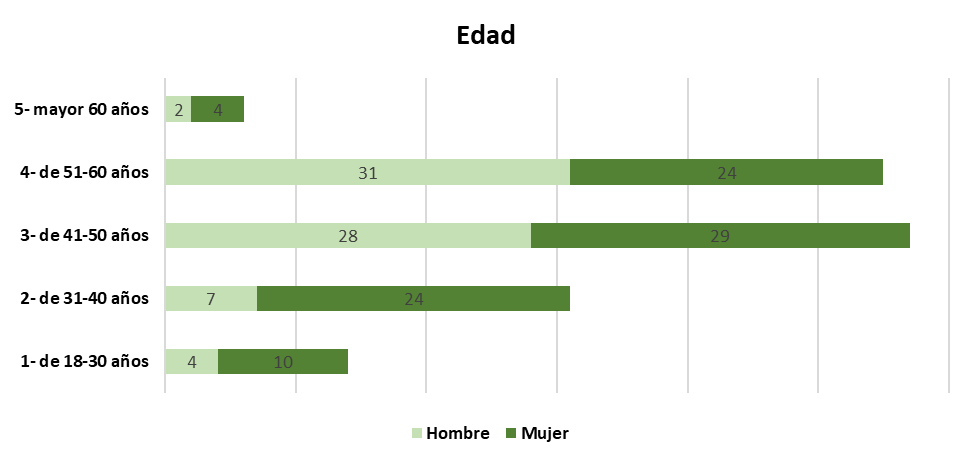 Edad
5- mayor 60 años
2 4
4- de 51-60 años
31 24
3- de 41-50 años
28 29
2- de 31-40 años
7 24
1- de 18-30 años
4 10
Hombre Mujer